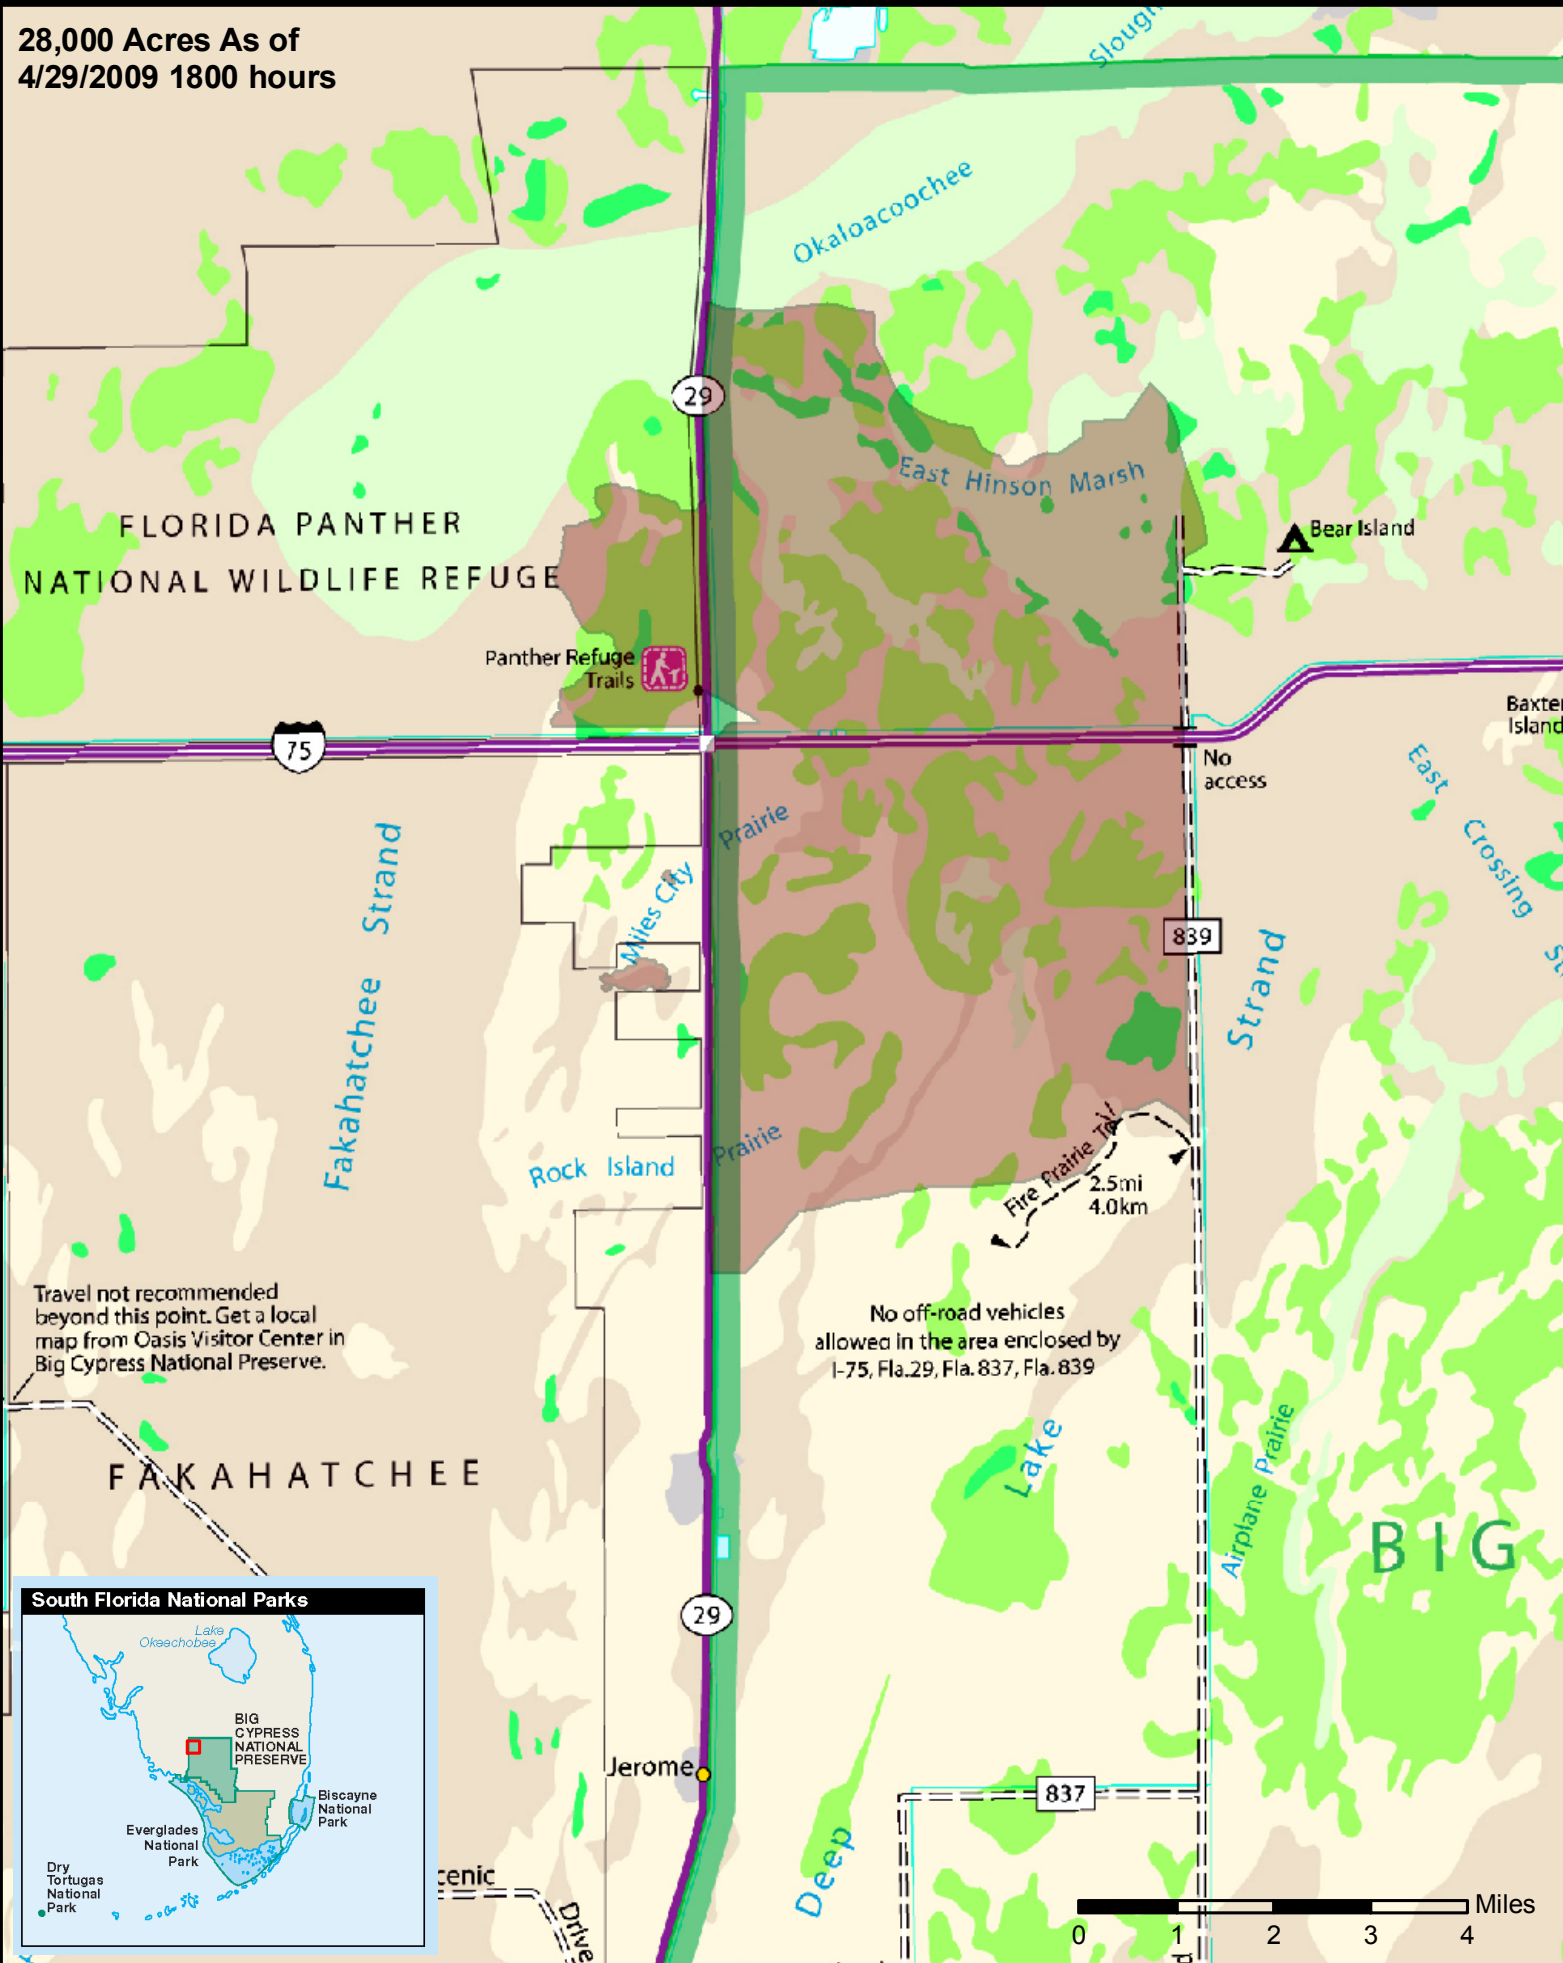 28,000 Acres As of
4/29/2009 1800 hours
Slough
Okaloacoochee
29
East Hinson Marsh
FLORIDA PANTHER
NATIONAL WILDLIFE REFUGE
Bear Island
Panther Refuge
Trails
75
Baxter
Island
No
access
East
Crossing
Prairie
Miles City
Fakahatchee Strand
839
Strand
Prairie
Rock Island
Fire Prairie Trl
2.5mi
4.0km
Travel not recommended
beyond this point. Get a local
map from Oasis Visitor Center in
Big Cypress National Preserve.
No off-road vehicles
allowed in the area enclosed by
I-75, Fla.29, Fla. 837, Fla. 839
FAKAHATCHEE
Lake
Airplane Prairie
BIG
29
South Florida National Parks
Lake
Okeechobee
BIG
CYPRESS
NATIONAL
PRESERVE
Biscayne
National
Park
Everglades
National
Park
Dry
Tortugas
National
Park
Jerome
837
Deep
cenic
Drive
Miles
0 1 2 3 4